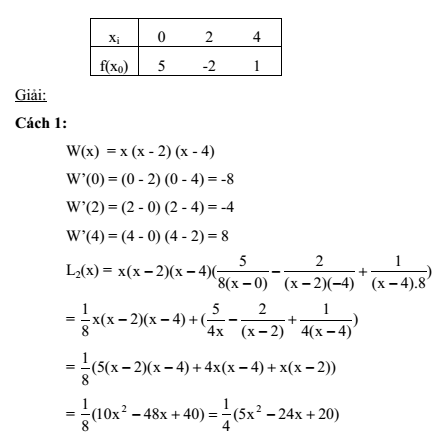 xᵢ 0 2 4
f(x₀) 5 -2 1
Giải:
Cách 1:
W(x) = x (x - 2) (x - 4)
W’(0) = (0 - 2) (0 - 4) = -8
W’(2) = (2 - 0) (2 - 4) = -4
W’(4) = (4 - 0) (4 - 2) = 8
L₂(x) = x(x − 2)(x − 4)(5/8(x − 0) − 2/(x − 2)(−4) + 1/(x − 4).8)
= 1/8 x(x − 2)(x − 4) + (5/4x − 2/(x − 2) + 1/4(x − 4))
= 1/8 (5(x − 2)(x − 4) + 4x(x − 4) + x(x − 2))
= 1/8 (10x² − 48x + 40) = 1/4 (5x² − 24x + 20)